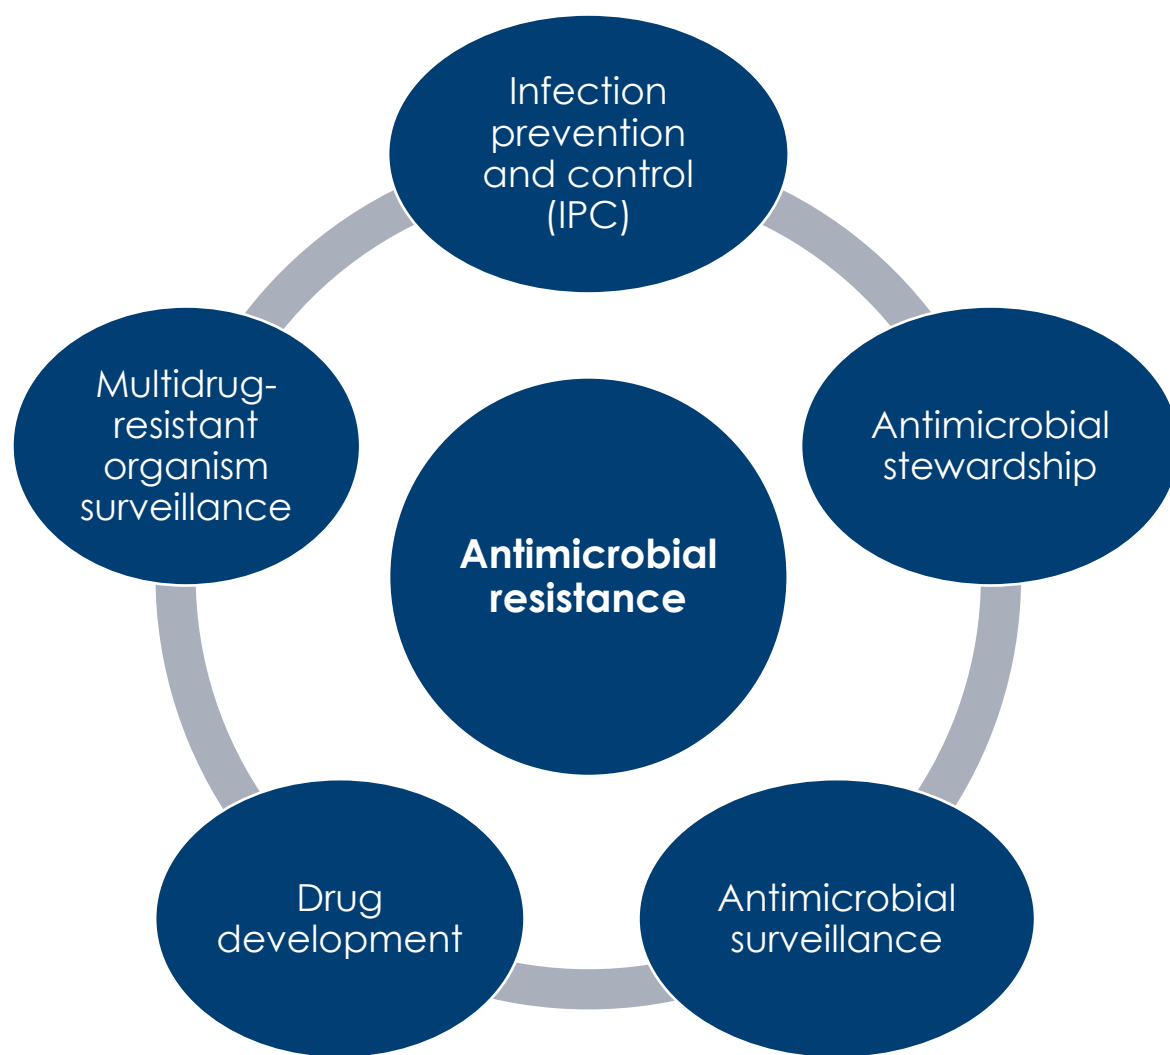 Infection
prevention
and control
(IPC)
Multidrug-
resistant
organism
surveillance
Antimicrobial
stewardship
Antimicrobial
resistance
Drug
development
Antimicrobial
surveillance